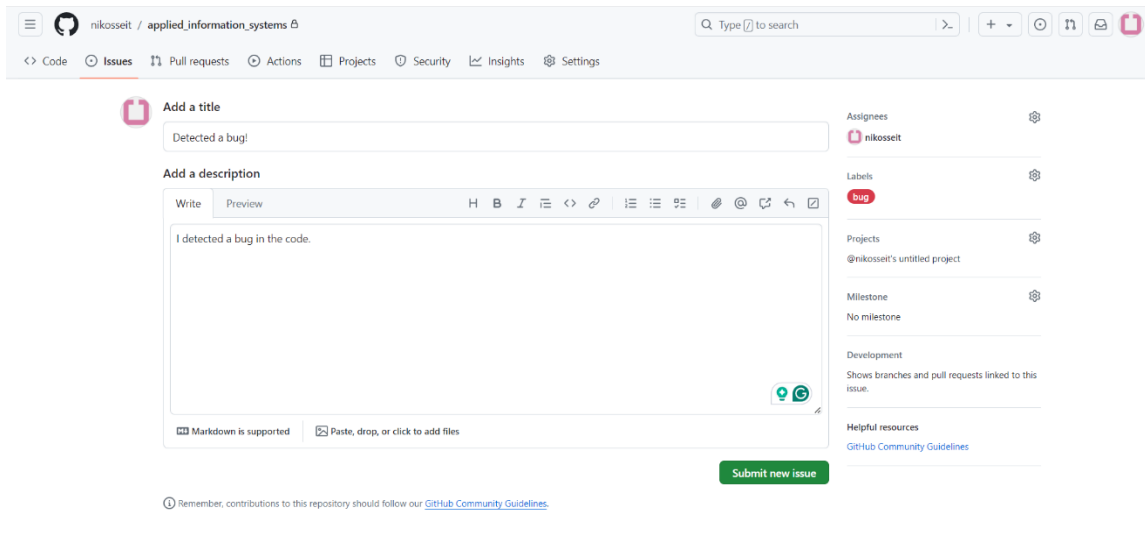 nikosseit / applied_information_systems Type / to search
Code Issues Pull requests Actions Projects Security Insights Settings
Add a title
Detected a bug!
Add a description
Write Preview
I detected a bug in the code.
Markdown is supported Paste, drop, or click to add files
Submit new issue
Remember, contributions to this repository should follow our GitHub Community Guidelines.
Assignees
nikosseit
Labels
bug
Projects
@nikosseit's untitled project
Milestone
No milestone
Development
Shows branches and pull requests linked to this
issue.
Helpful resources
GitHub Community Guidelines